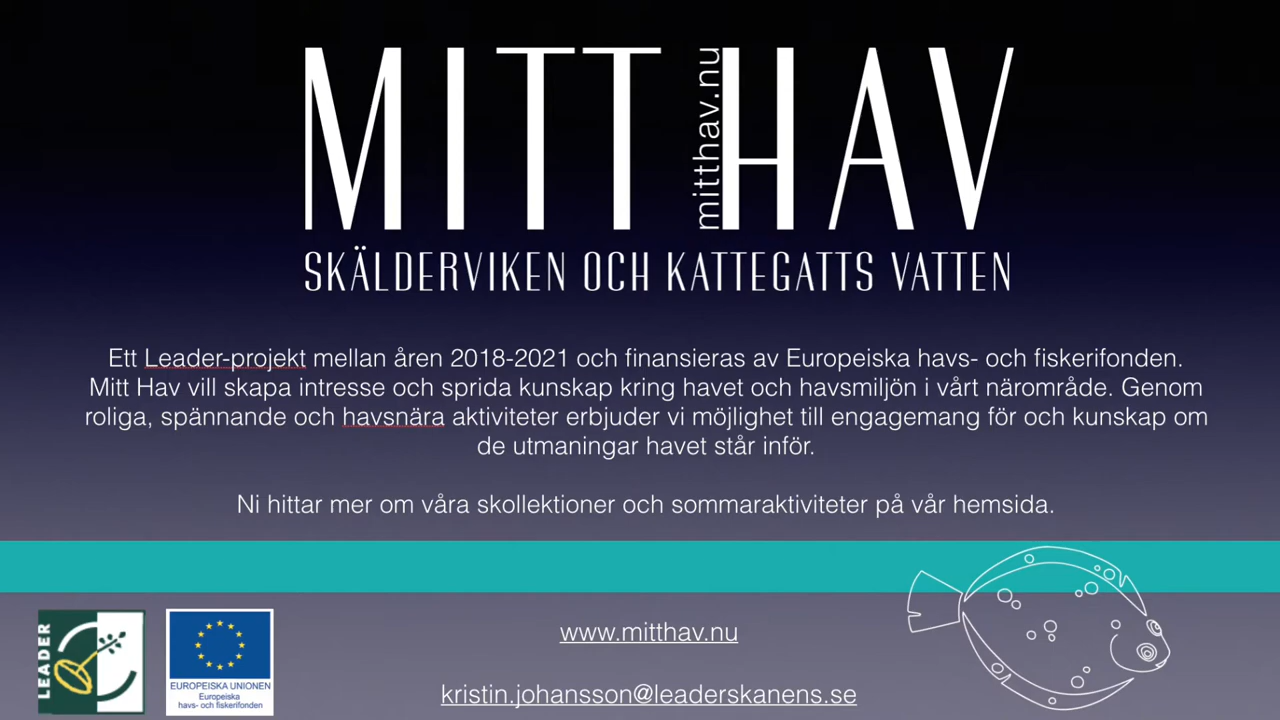 MITT HAV
mitthav.nu
SKÄLDERVIKEN OCH KATTEGATTS VATTEN
Ett Leader-projekt mellan åren 2018-2021 och finansieras av Europeiska havs- och fiskerifonden.
Mitt Hav vill skapa intresse och sprida kunskap kring havet och havsmiljön i vårt närområde. Genom
roliga, spännande och havsnära aktiviteter erbjuder vi möjlighet till engagemang för och kunskap om
de utmaningar havet står inför.
Ni hittar mer om våra skollektioner och sommaraktiviteter på vår hemsida.
LEADER
EUROPEISKA UNIONEN
Europeiska
havs- och fiskerifonden
www.mitthav.nu
kristin.johansson@leaderskanens.se